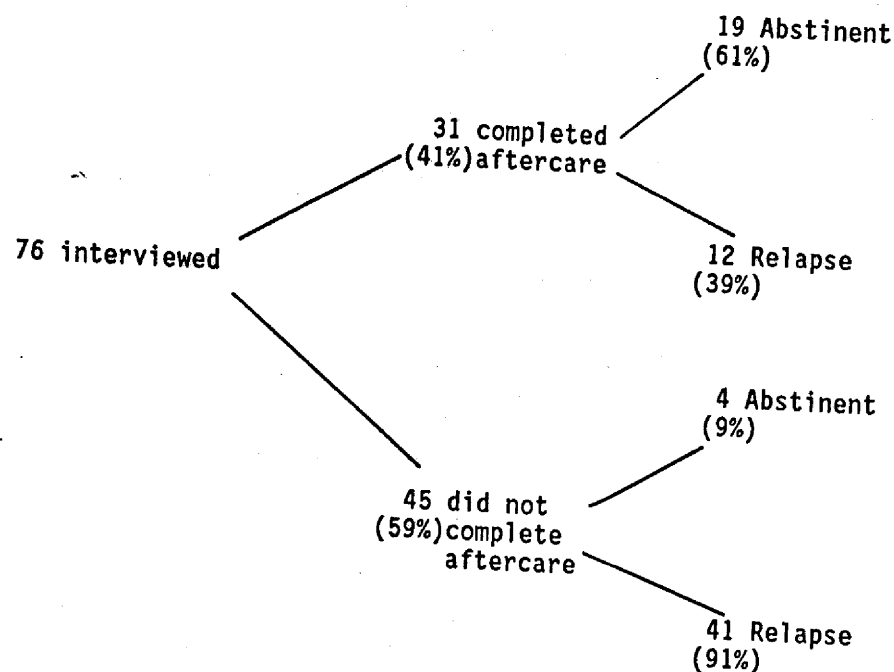 19 Abstinent
(61%)
31 completed
(41%)aftercare
76 interviewed
12 Relapse
(39%)
4 Abstinent
(9%)
45 did not
(59%)complete
aftercare
41 Relapse
(91%)